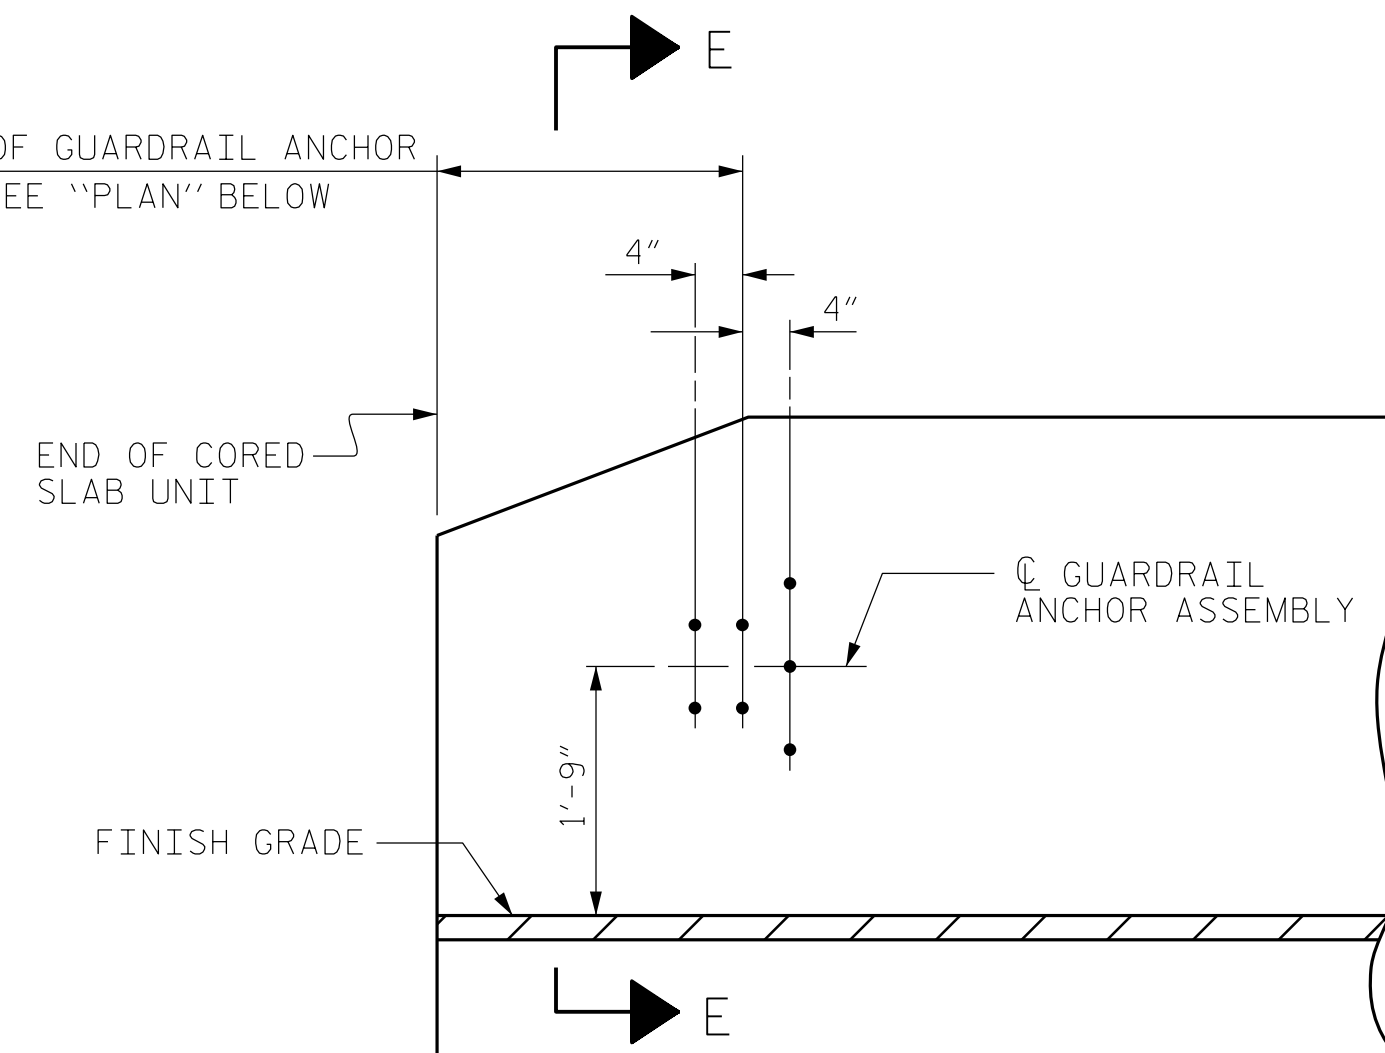 E
OF GUARDRAIL ANCHOR
EE "PLAN" BELOW
4"
4"
END OF CORED
SLAB UNIT
℄ GUARDRAIL
ANCHOR ASSEMBLY
1'-9"
FINISH GRADE
E